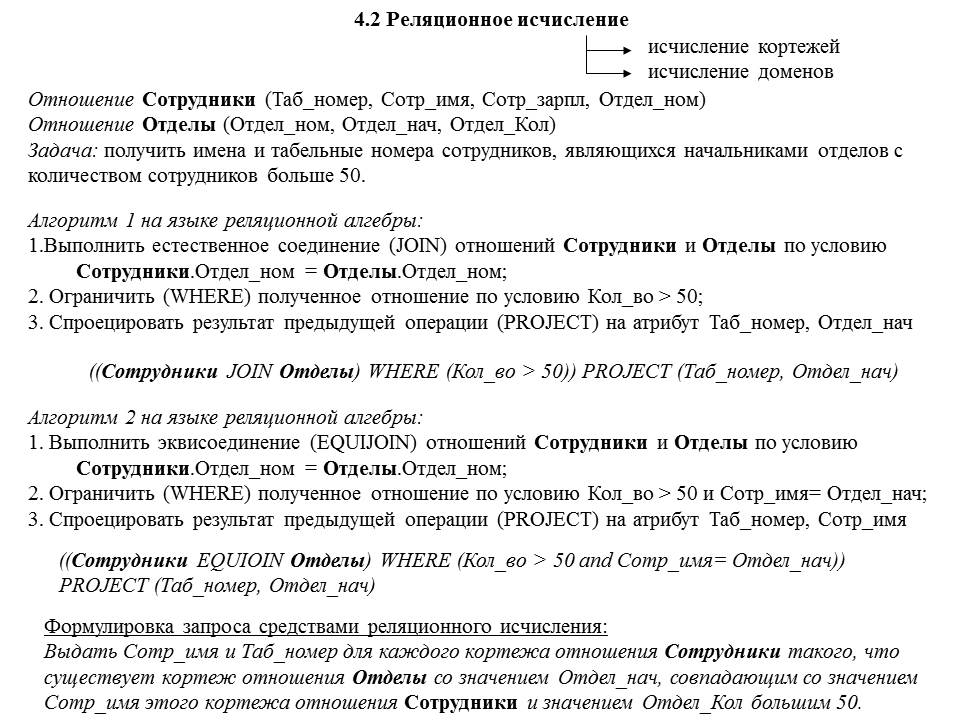 4.2 Реляционное исчисление
исчисление кортежей
исчисление доменов
Отношение Сотрудники (Таб_номер, Сотр_имя, Сотр_зарпл, Отдел_ном)
Отношение Отделы (Отдел_ном, Отдел_нач, Отдел_Кол)
Задача: получить имена и табельные номера сотрудников, являющихся начальниками отделов с
количеством сотрудников больше 50.
Алгоритм 1 на языке реляционной алгебры:
1.Выполнить естественное соединение (JOIN) отношений Сотрудники и Отделы по условию
Сотрудники.Отдел_ном = Отделы.Отдел_ном;
2. Ограничить (WHERE) полученное отношение по условию Кол_во > 50;
3. Спроецировать результат предыдущей операции (PROJECT) на атрибут Таб_номер, Отдел_нач
((Сотрудники JOIN Отделы) WHERE (Кол_во > 50)) PROJECT (Таб_номер, Отдел_нач)
Алгоритм 2 на языке реляционной алгебры:
1. Выполнить эквисоединение (EQUIJOIN) отношений Сотрудники и Отделы по условию
Сотрудники.Отдел_ном = Отделы.Отдел_ном;
2. Ограничить (WHERE) полученное отношение по условию Кол_во > 50 и Сотр_имя= Отдел_нач;
3. Спроецировать результат предыдущей операции (PROJECT) на атрибут Таб_номер, Сотр_имя
((Сотрудники EQUIOIN Отделы) WHERE (Кол_во > 50 and Сотр_имя= Отдел_нач))
PROJECT (Таб_номер, Отдел_нач)
Формулировка запроса средствами реляционного исчисления:
Выдать Сотр_имя и Таб_номер для каждого кортежа отношения Сотрудники такого, что
существует кортеж отношения Отделы со значением Отдел_нач, совпадающим со значением
Сотр_имя этого кортежа отношения Сотрудники и значением Отдел_Кол большим 50.